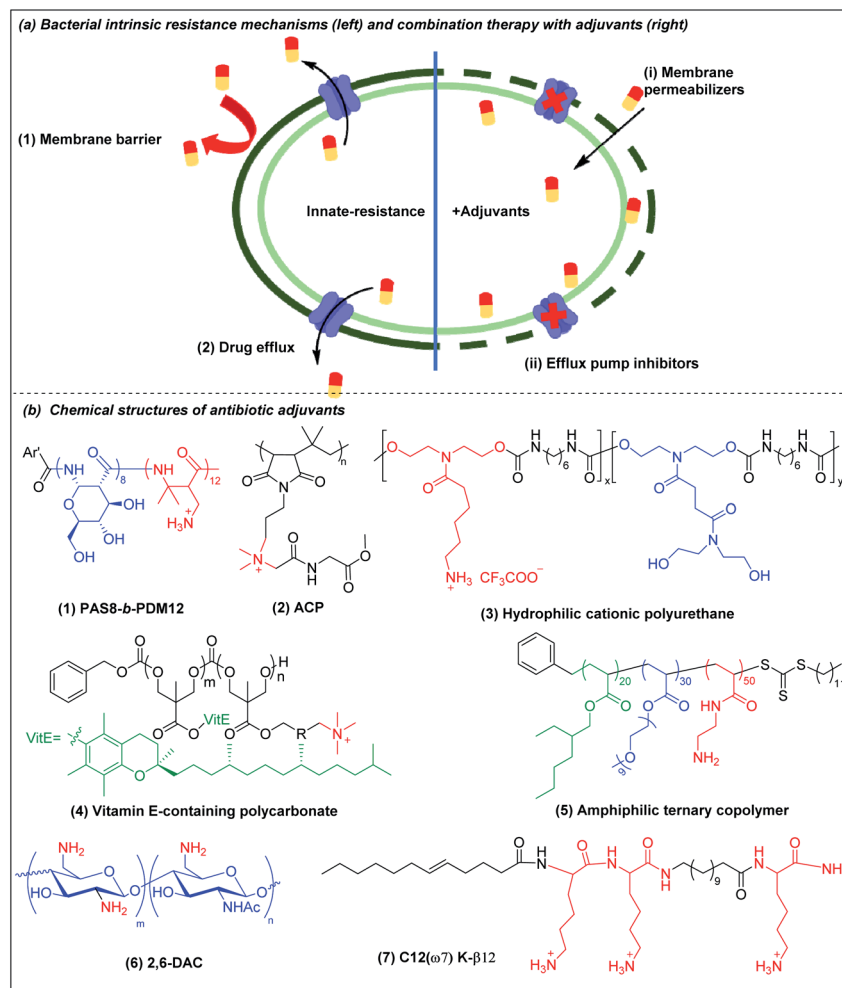 (a) Bacterial intrinsic resistance mechanisms (left) and combination therapy with adjuvants (right)
(i) Membrane
permeabilizers
(1) Membrane barrier
Innate-resistance
+Adjuvants
(2) Drug efflux
(ii) Efflux pump inhibitors
(b) Chemical structures of antibiotic adjuvants
Ar'
O
NH
O
8
NH
O
12
O
HO
OH
OH
H₃N
+
(1) PAS8-b-PDM12
n
O
N
O
N
+
O
N
H
O
O
(2) ACP
O
N
O
O
H
N
6
H
N
O
x
O
NH₃
+
CF₃COO⁻
O
N
O
O
H
N
6
H
N
O
y
O
O
N
HO
OH
(3) Hydrophilic cationic polyurethane
O
O
O
O
O
m
O
O
O
H
n
O
O
VitE
O
O
R
N
+
VitE=
O
(4) Vitamin E-containing polycarbonate
20
30
50
S
S
S
11
O
O
O
O
O
9
O
HN
NH₂
(5) Amphiphilic ternary copolymer
NH₂
O
HO
NH₂
O
m
NH₂
O
HO
NHAc
O
n
(6) 2,6-DAC
O
N
H
O
H
N
O
N
H
9
O
H
N
O
NH
H₃N
+
H₃N
+
H₃N
+
(7) C12(ω7) K-β12